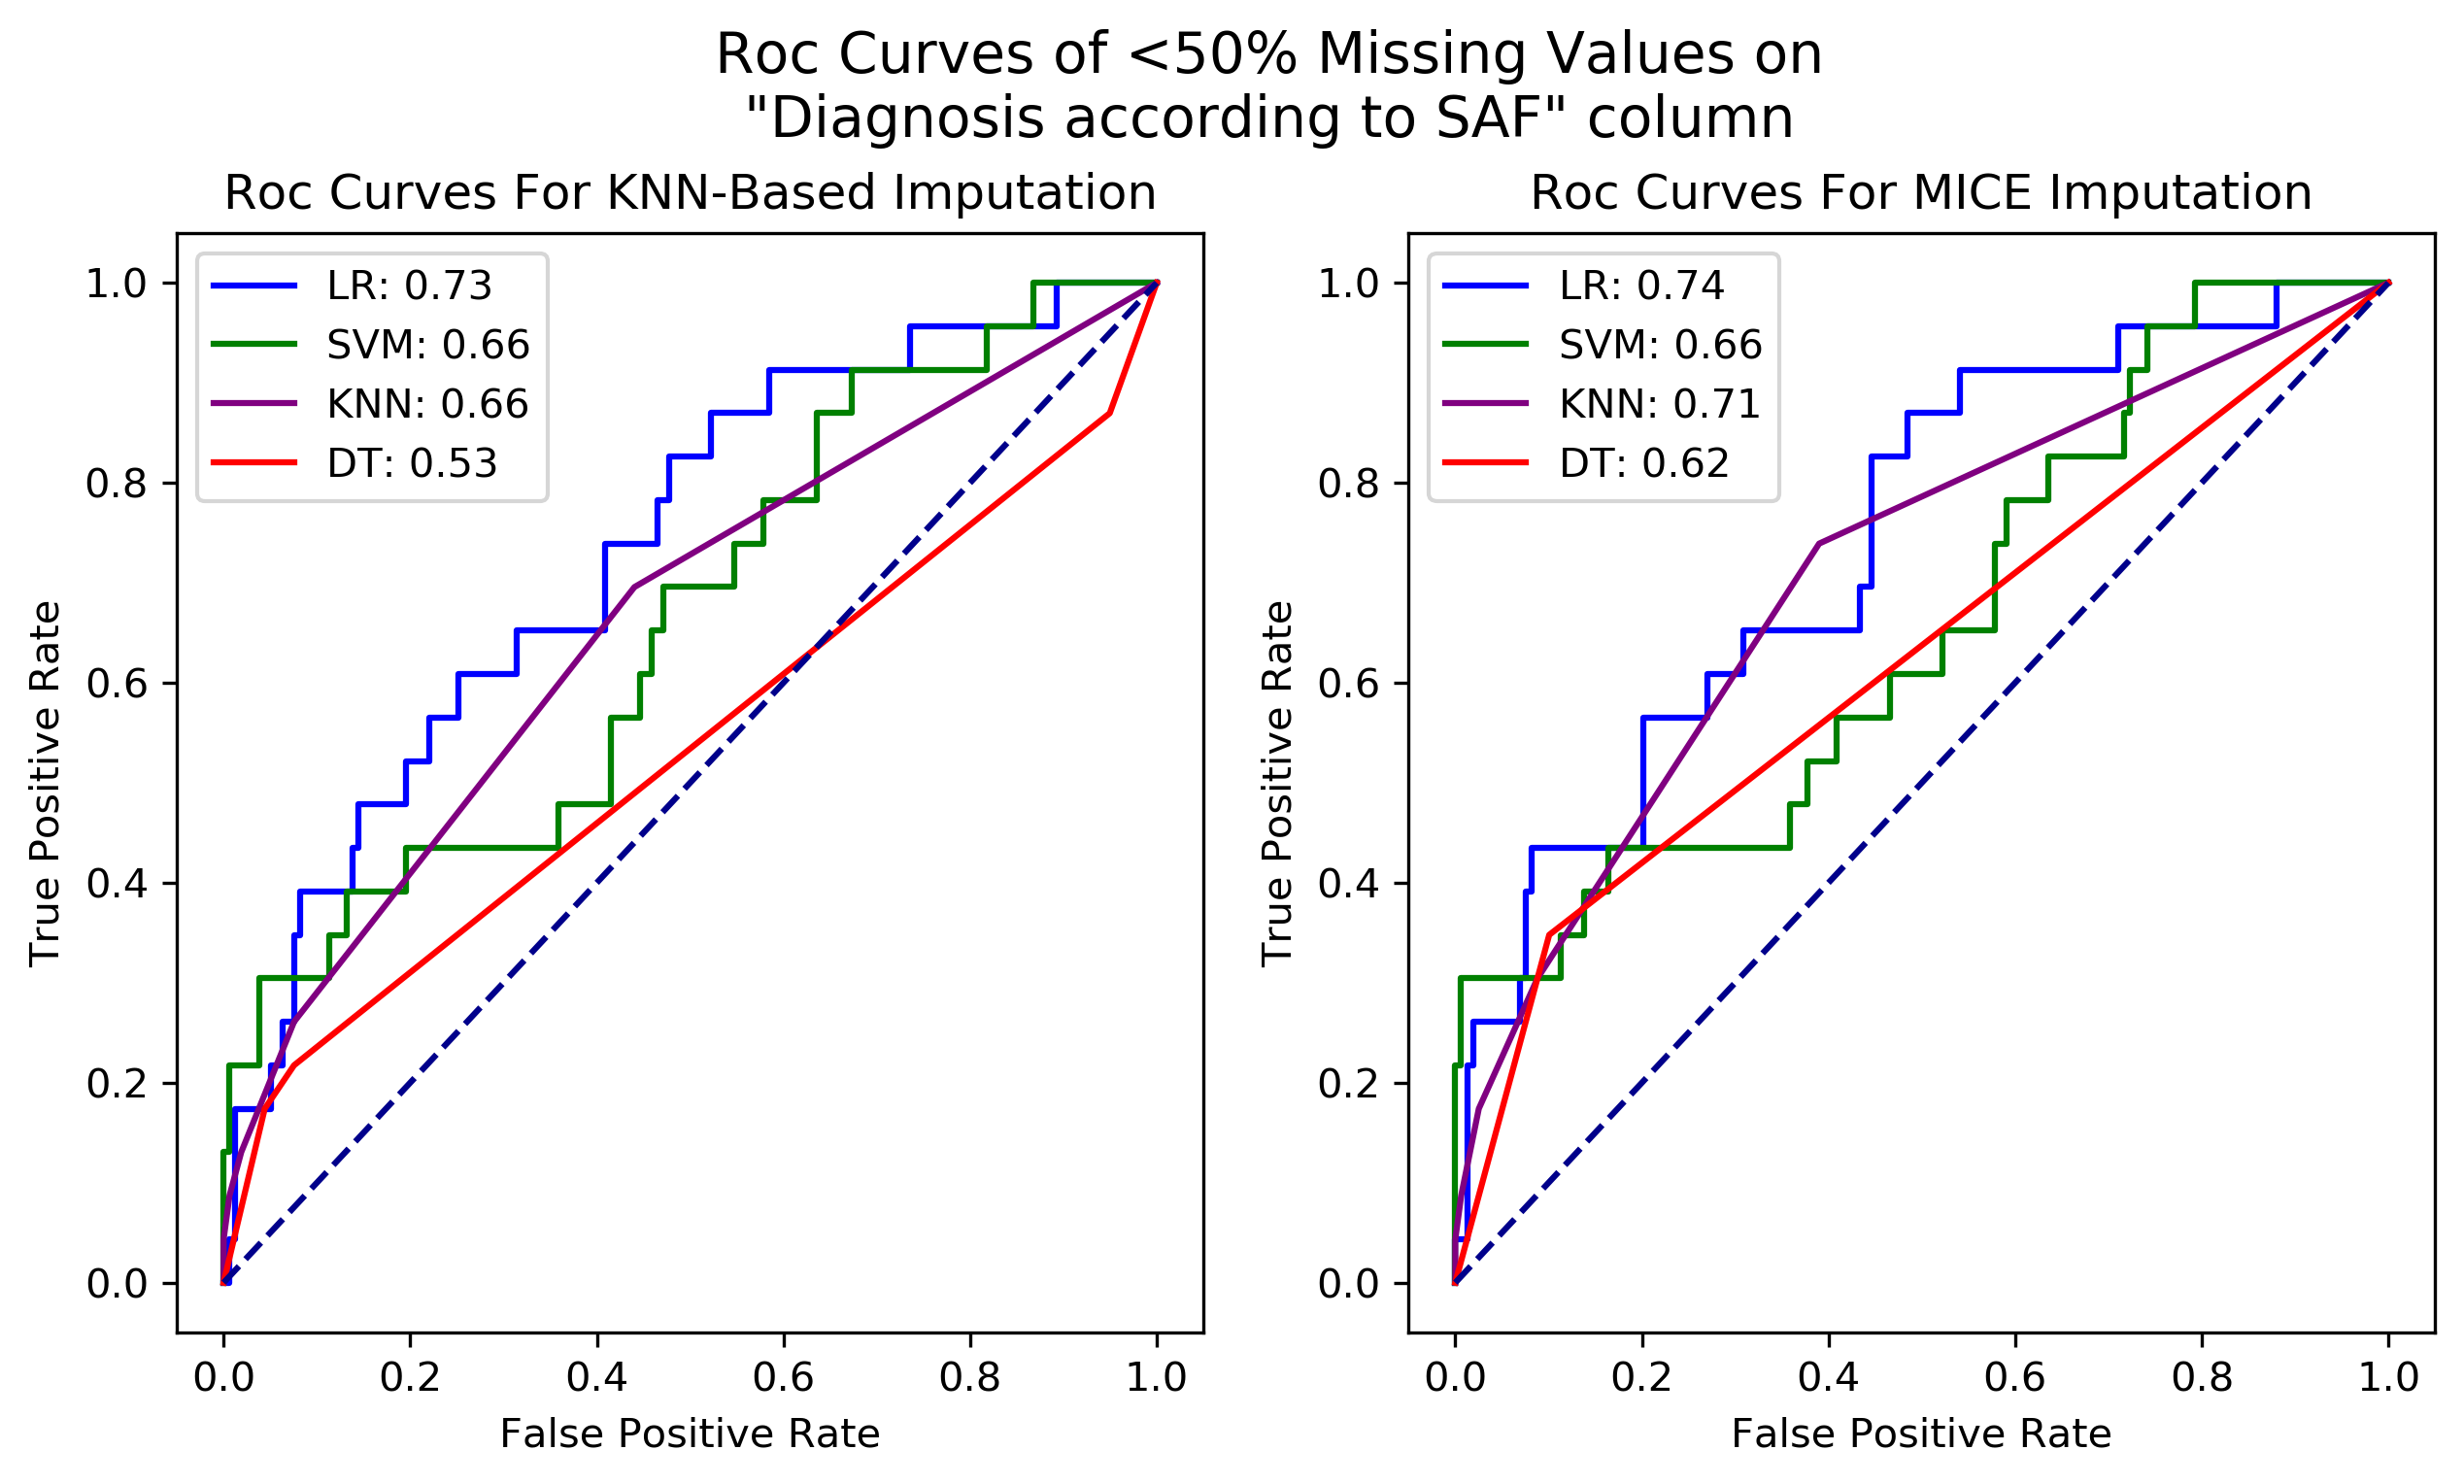 Roc Curves of <50% Missing Values on
"Diagnosis according to SAF" column
Roc Curves For KNN-Based Imputation
LR: 0.73
SVM: 0.66
KNN: 0.66
DT: 0.53
1.0
0.8
0.6
0.4
0.2
0.0
True Positive Rate
0.0 0.2 0.4 0.6 0.8 1.0
False Positive Rate
Roc Curves For MICE Imputation
LR: 0.74
SVM: 0.66
KNN: 0.71
DT: 0.62
1.0
0.8
0.6
0.4
0.2
0.0
True Positive Rate
0.0 0.2 0.4 0.6 0.8 1.0
False Positive Rate